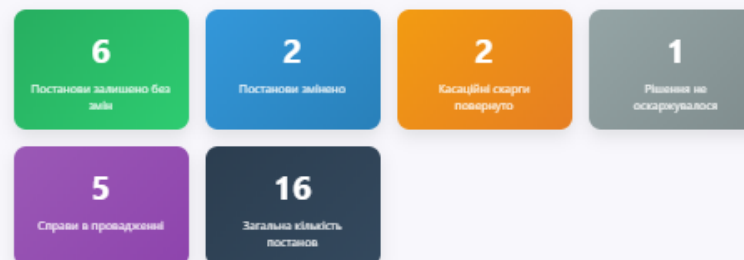 6
Постанови залишено без
змін
2
Постанови змінено
2
Касаційні скарги
повернуто
1
Рішення не
оскаржувалося
5
Справи в провадженні
16
Загальна кількість
постанов